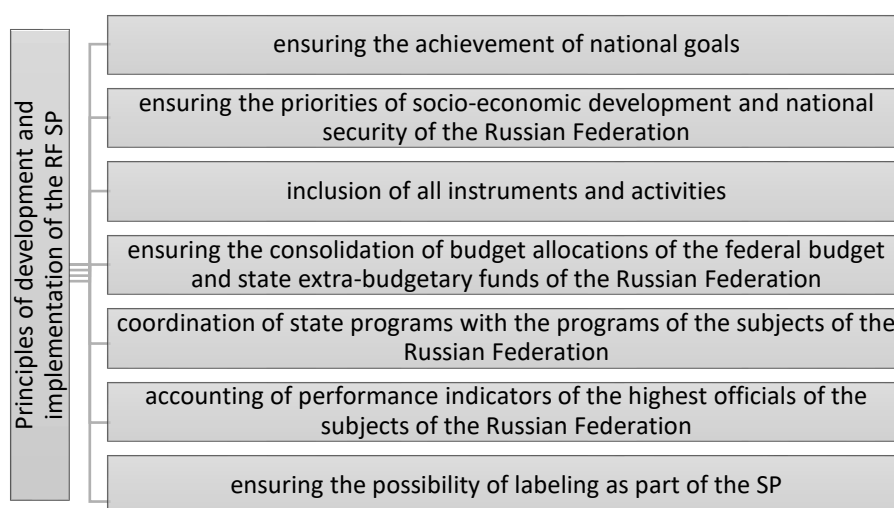 Principles of development and
implementation of the RF SP
ensuring the achievement of national goals
ensuring the priorities of socio-economic development and national
security of the Russian Federation
inclusion of all instruments and activities
ensuring the consolidation of budget allocations of the federal budget
and state extra-budgetary funds of the Russian Federation
coordination of state programs with the programs of the subjects of the
Russian Federation
accounting of performance indicators of the highest officials of the
subjects of the Russian Federation
ensuring the possibility of labeling as part of the SP